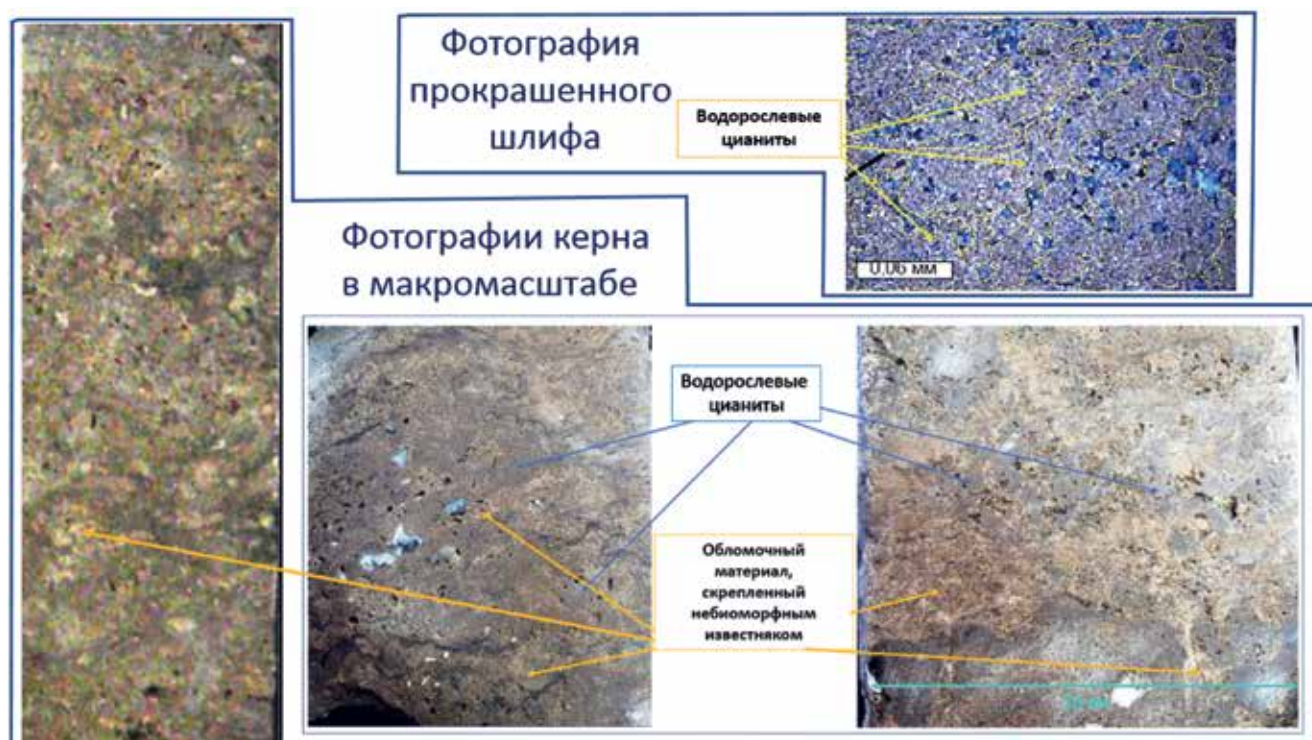 Фотография
прокрашенного
шлифа
Водорослевые
цианиты
0,06 мм
Фотографии керна
в макромасштабе
Водорослевые
цианиты
Обломочный
материал,
скрепленный
небиоморфным
известняком